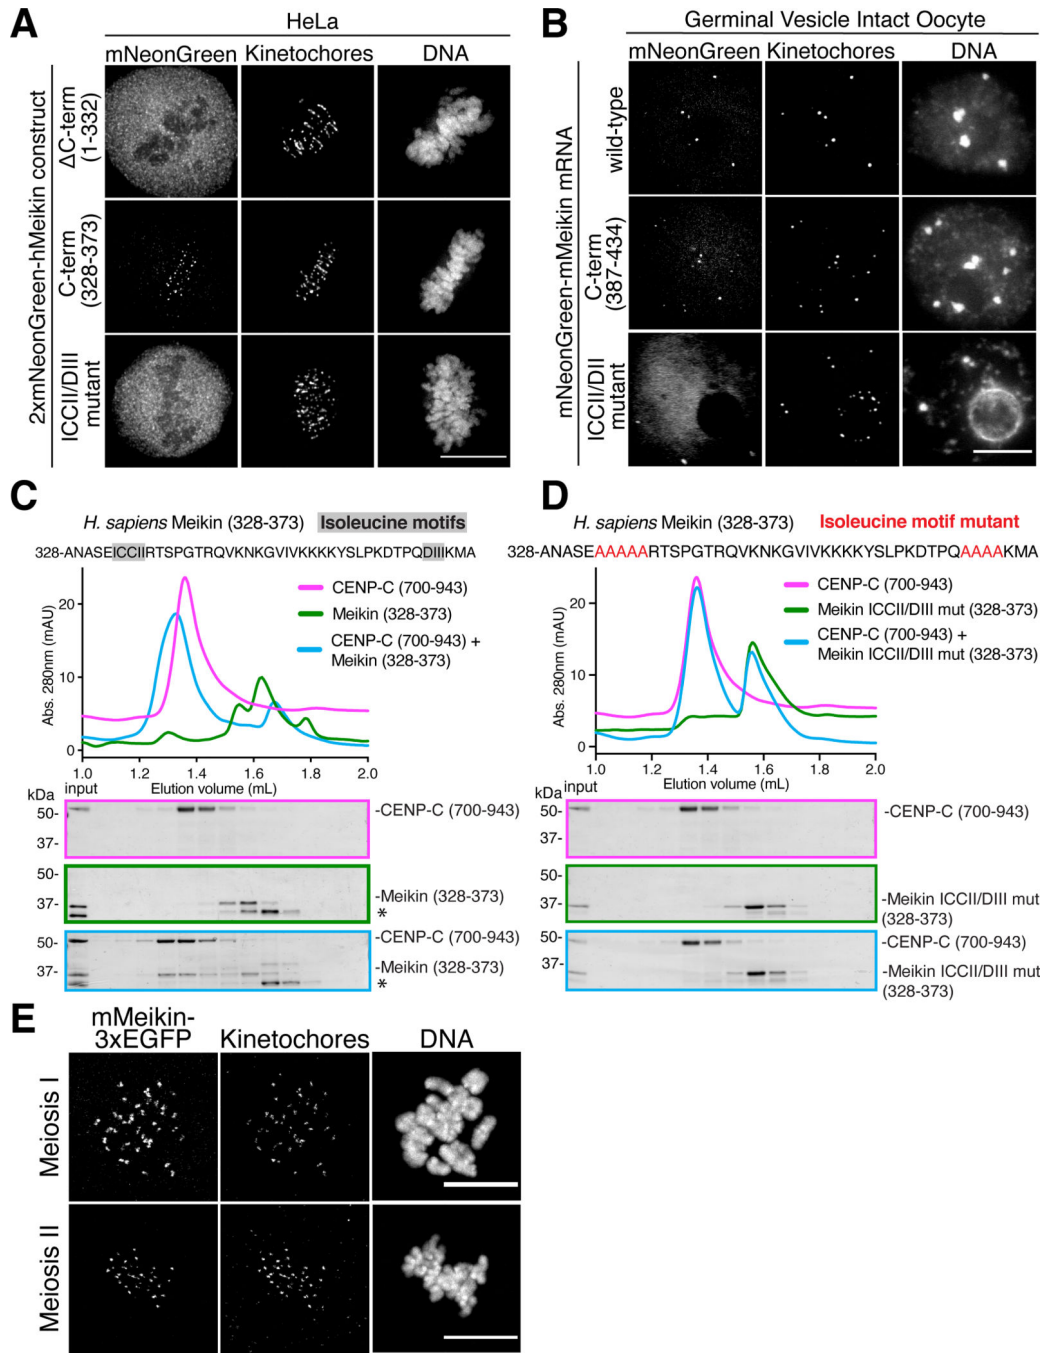 A
HeLa
mNeonGreen Kinetochores DNA
2xmNeonGreen-hMeikin construct
ΔC-term
(1-332)
C-term
(328-373)
ICCII/DIII
mutant
B
Germinal Vesicle Intact Oocyte
mNeonGreen Kinetochores DNA
mNeonGreen-mMeikin mRNA
wild-type
C-term
(387-434)
ICCII/DII
mutant
C
H. sapiens Meikin (328-373) Isoleucine motifs
328-ANASEICCIIRTSPGTRQVKNKGVIVKKKKYSLPKDTPQDIIIKMA
CENP-C (700-943)
Meikin (328-373)
CENP-C (700-943) +
Meikin (328-373)
Abs. 280nm (mAU)
20
10
0
1.0 1.2 1.4 1.6 1.8 2.0
input Elution volume (mL)
kDa
50-
37-
-CENP-C (700-943)
50-
37-
-Meikin (328-373)
*
50-
37-
-CENP-C (700-943)
-Meikin (328-373)
*
D
H. sapiens Meikin (328-373) Isoleucine motif mutant
328-ANASEAAAAARTSPGTRQVKNKGVIVKKKKYSLPKDTPQAAAAKMA
CENP-C (700-943)
Meikin ICCII/DIII mut (328-373)
CENP-C (700-943) +
Meikin ICCII/DIII mut (328-373)
Abs. 280nm (mAU)
20
10
0
1.0 1.2 1.4 1.6 1.8 2.0
input Elution volume (mL)
kDa
50-
37-
-CENP-C (700-943)
50-
37-
-Meikin ICCII/DIII mut
(328-373)
50-
37-
-CENP-C (700-943)
-Meikin ICCII/DIII mut
(328-373)
E
mMeikin-
3xEGFP Kinetochores DNA
Meiosis I
Meiosis II